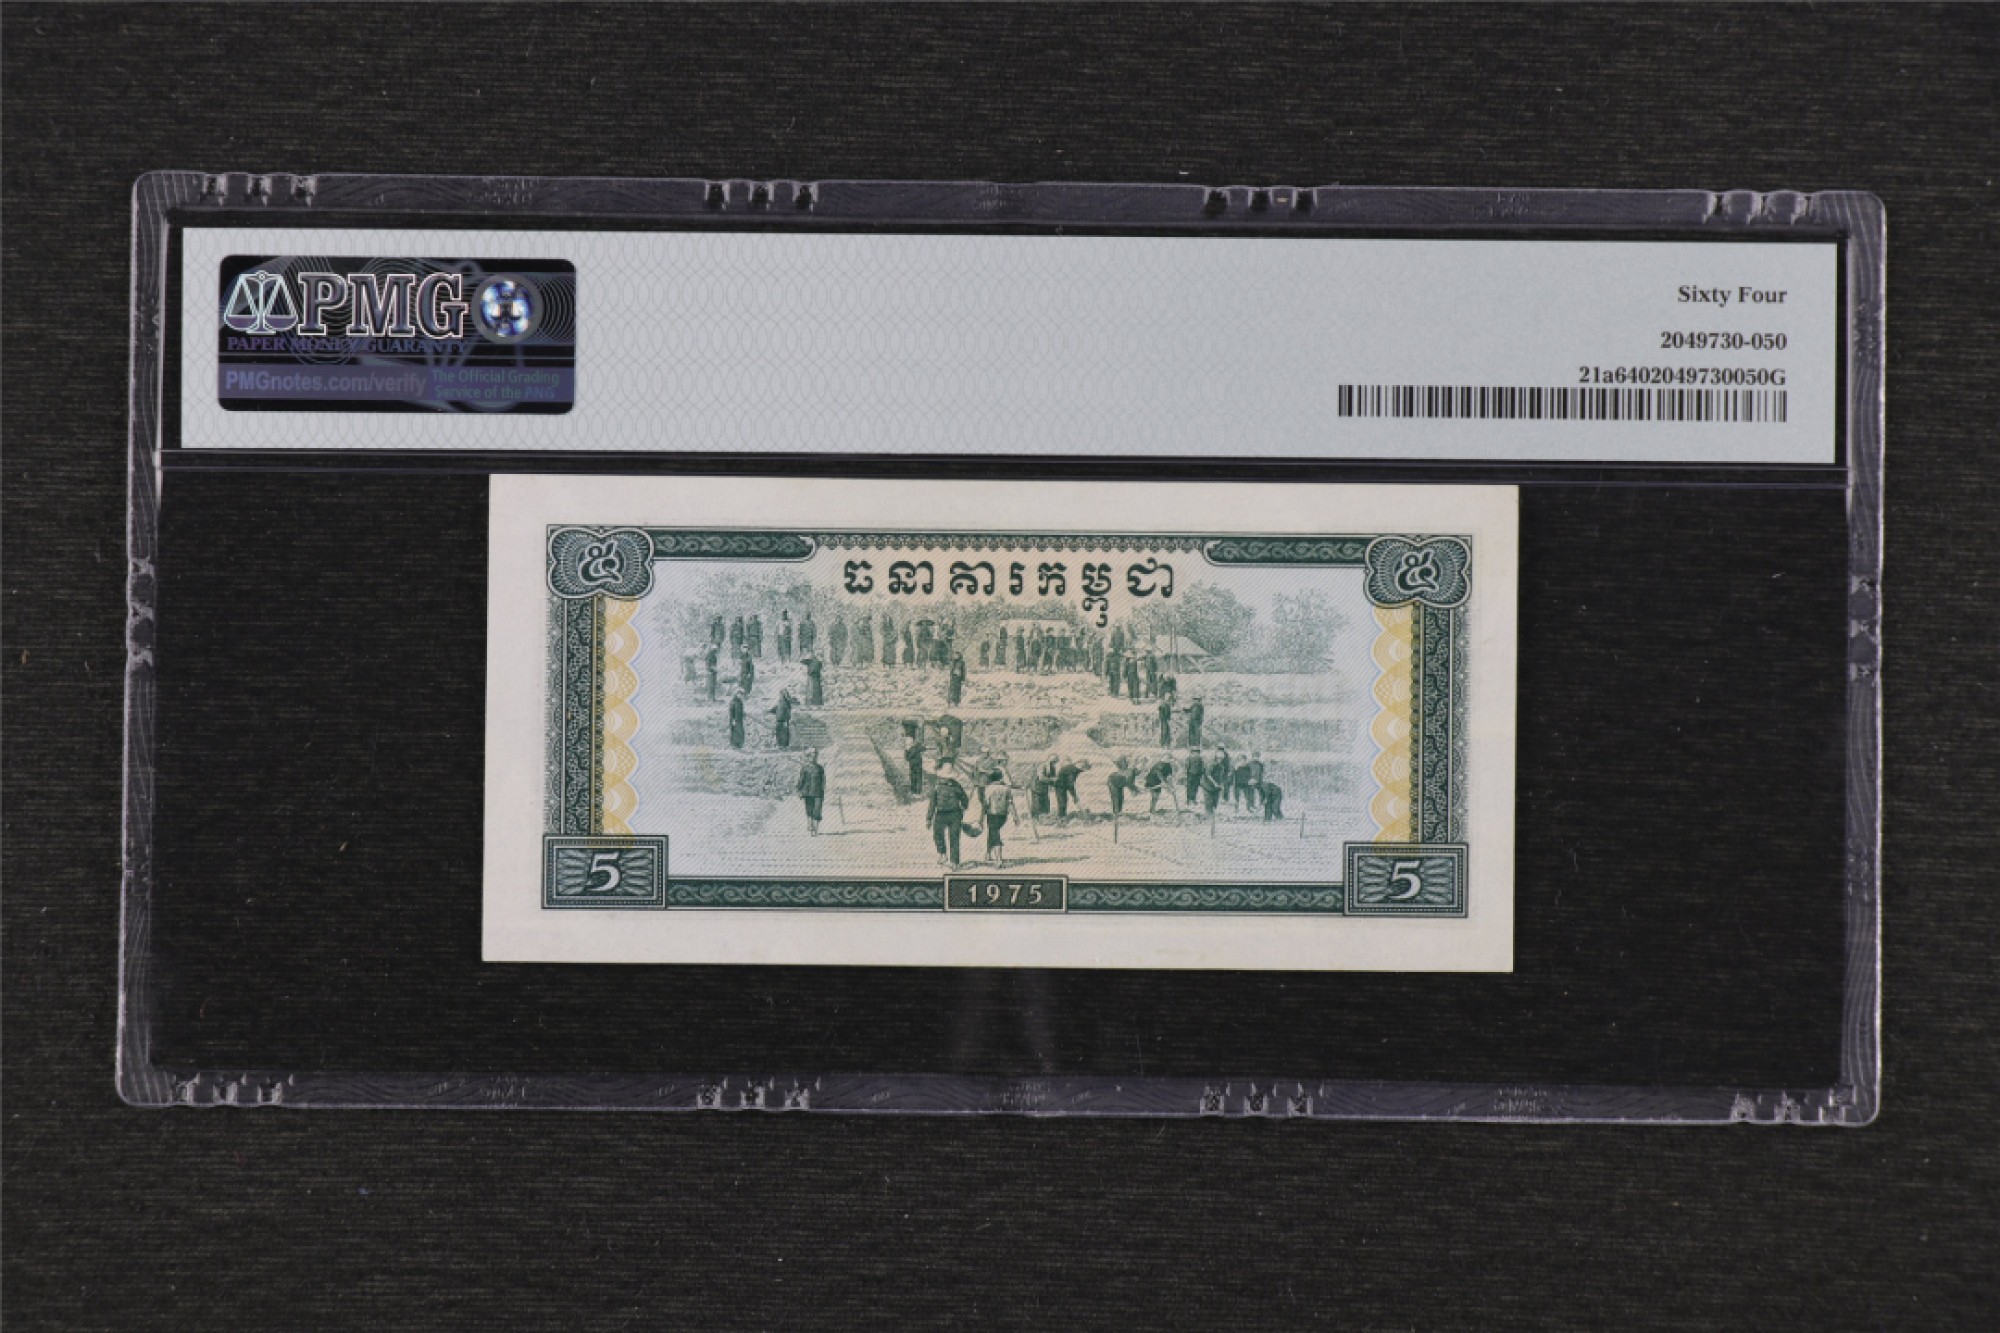 PMG
PAPER MONEY GUARANTY
PMGnotes.com/verify
The Official Grading
Service of the PNG
Sixty Four
2049730-050
21a6402049730050G
៥ ៥
ធនាគារកម្ពុជា
5 5
1975